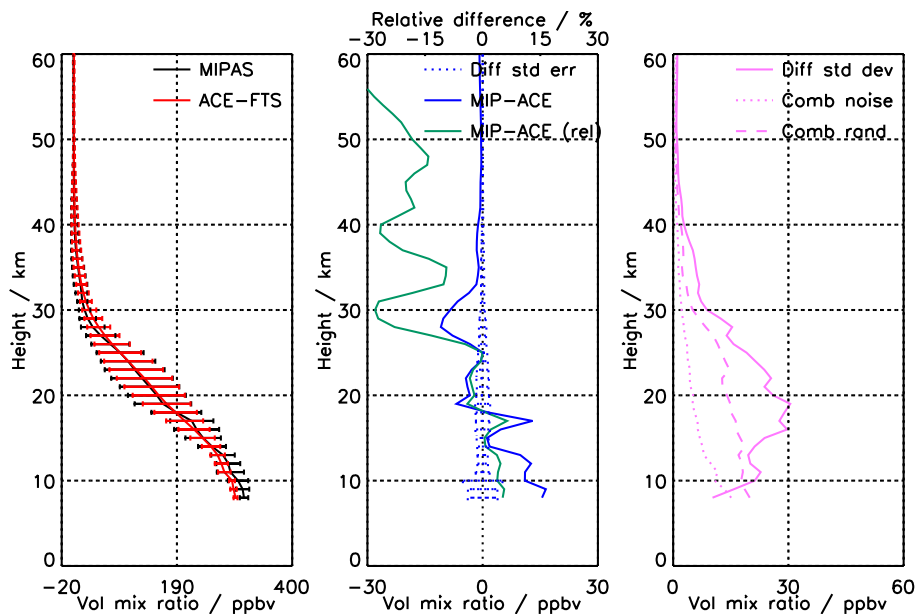 Relative difference / %
-30 -15 0 15 30
60 MIPAS
ACE-FTS
50
40
30
20
10
0
Height / km
-20 190 400
Vol mix ratio / ppbv
60 Diff std err
MIP-ACE
MIP-ACE (rel)
50
40
30
20
10
0
Height / km
-30 0 30
Vol mix ratio / ppbv
60 Diff std dev
Comb noise
Comb rand
50
40
30
20
10
0
Height / km
0 30 60
Vol mix ratio / ppbv